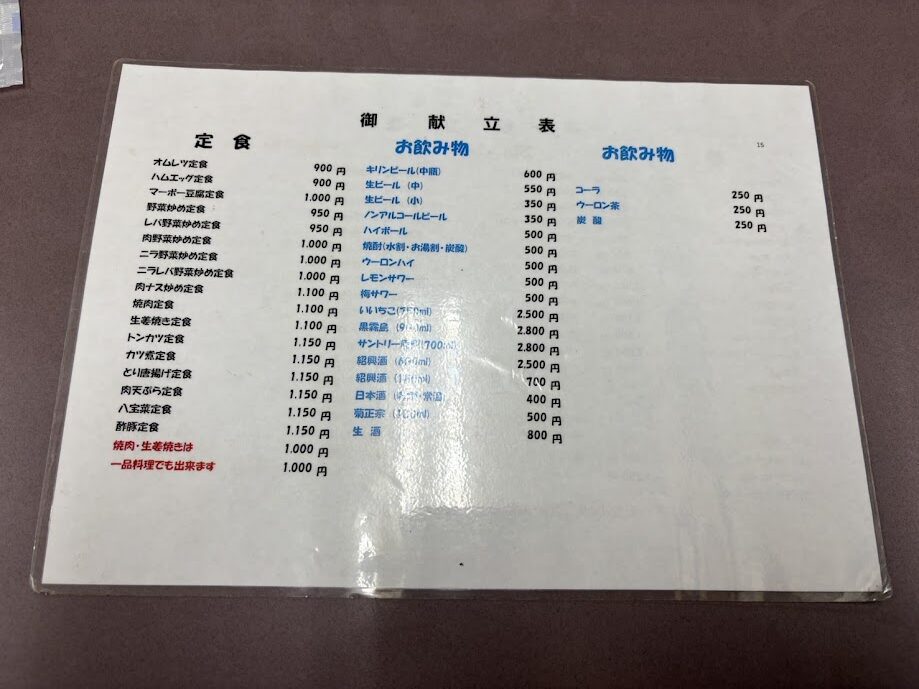 御献立表
15
定食
オムレツ定食 900円
ハムエッグ定食 900円
マーボー豆腐定食 1.000円
野菜炒め定食 950円
レバ野菜炒め定食 950円
肉野菜炒め定食 1.000円
ニラ野菜炒め定食 1.000円
ニラレバ野菜炒め定食 1.000円
肉ナス炒め定食 1.100円
焼肉定食 1.100円
生姜焼き定食 1.100円
トンカツ定食 1.150円
カツ煮定食 1.150円
とり唐揚げ定食 1.150円
肉天ぷら定食 1.150円
八宝菜定食 1.150円
酢豚定食 1.150円
焼肉・生姜焼きは 1.000円
一品料理でも出来ます 1.000円
お飲み物
キリンビール(中瓶) 600円
生ビール（中） 550円
生ビール（小） 350円
ノンアルコールビール 350円
ハイボール 500円
焼酎(水割・お湯割・炭酸) 500円
ウーロンハイ 500円
レモンサワー 500円
梅サワー 500円
いいちこ 2.500円
黒霧島 2.800円
サントリー (700ml) 2.800円
紹興酒 2.500円
紹興酒 700円
日本酒 400円
菊正宗 500円
生酒 800円
お飲み物
コーラ 250円
ウーロン茶 250円
炭酸 250円